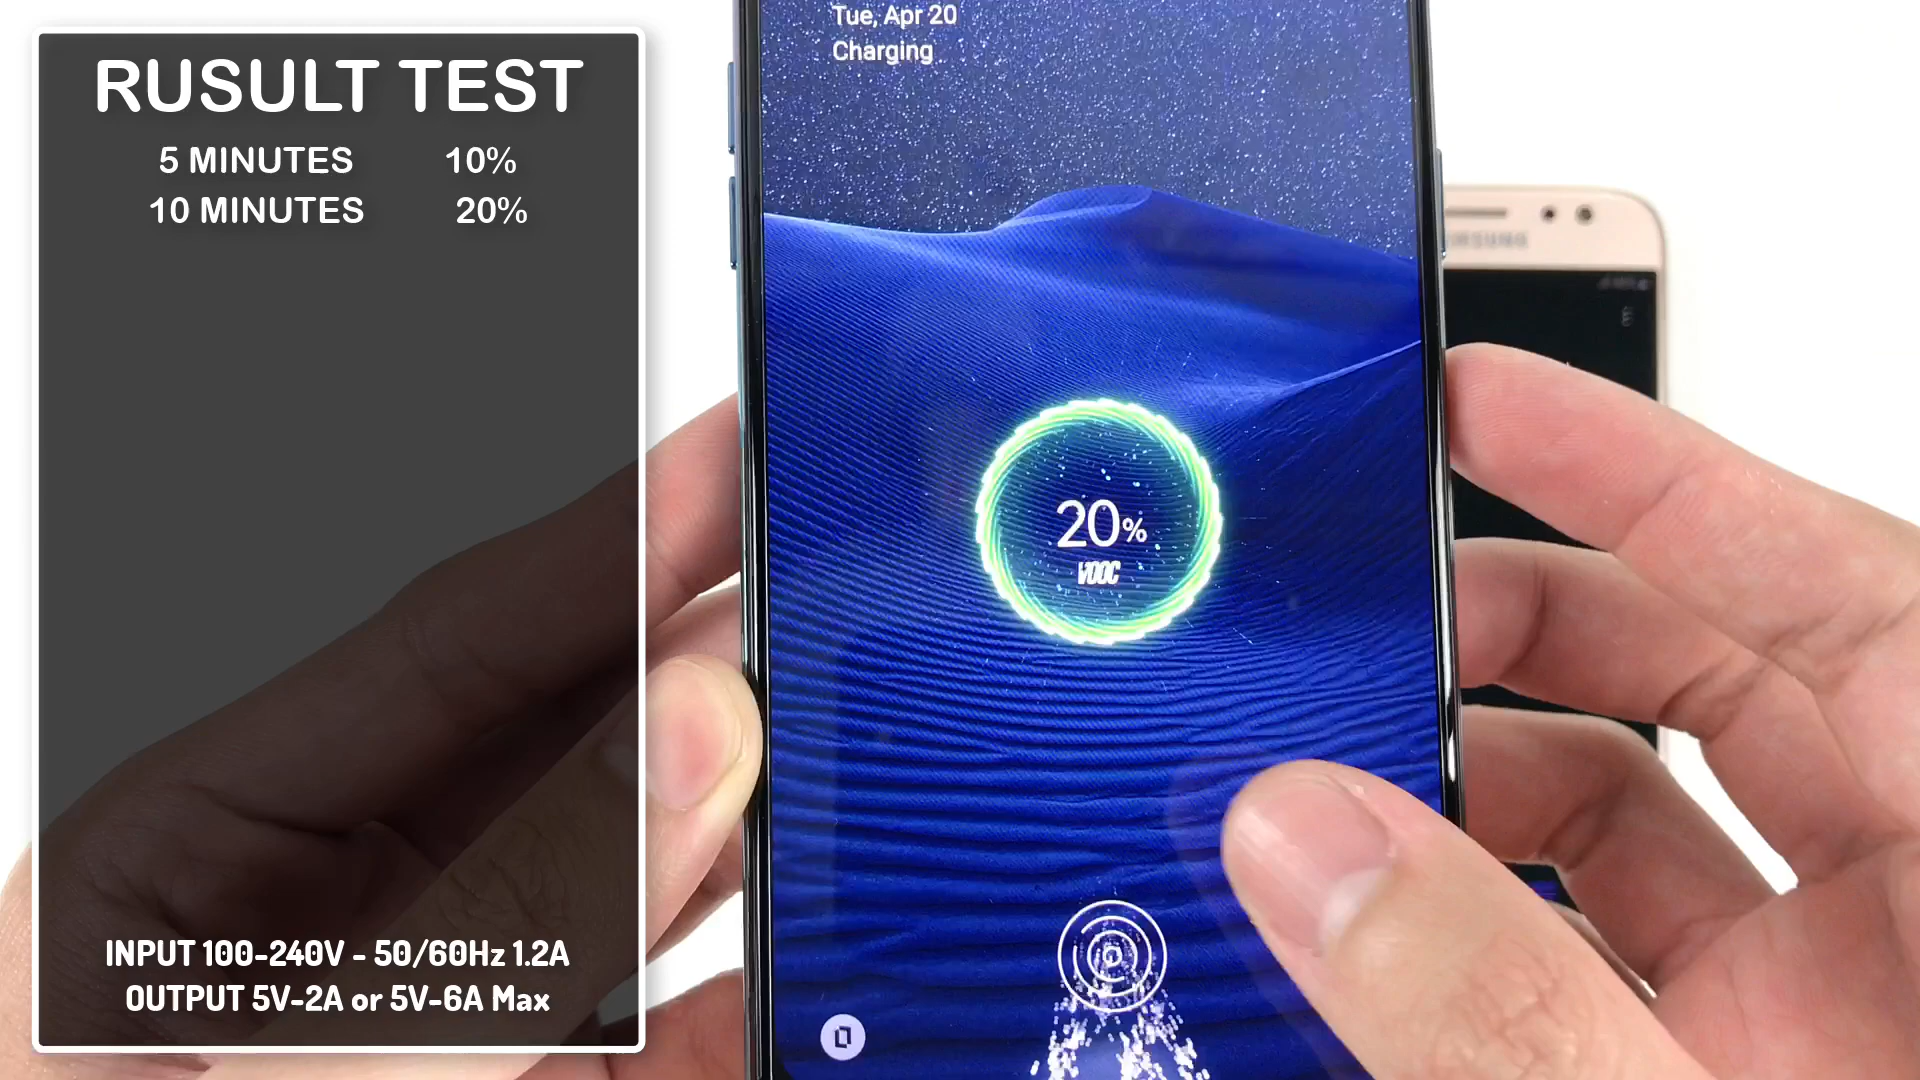 RUSULT TEST
5 MINUTES 10%
10 MINUTES 20%
INPUT 100-240V - 50/60Hz 1.2A
OUTPUT 5V-2A or 5V-6A Max
Tue, Apr 20
Charging
20%
VOOC